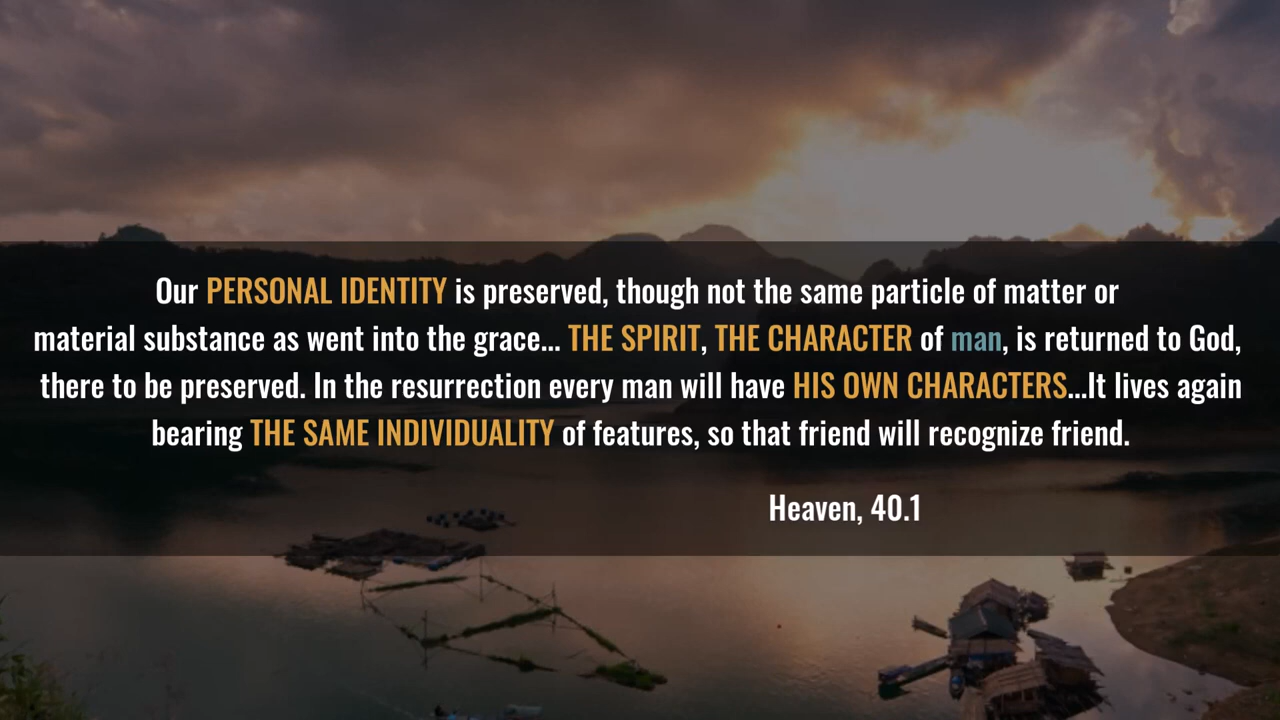 Our PERSONAL IDENTITY is preserved, though not the same particle of matter or
material substance as went into the grace... THE SPIRIT, THE CHARACTER of man, is returned to God,
there to be preserved. In the resurrection every man will have HIS OWN CHARACTERS...It lives again
bearing THE SAME INDIVIDUALITY of features, so that friend will recognize friend.
Heaven, 40.1